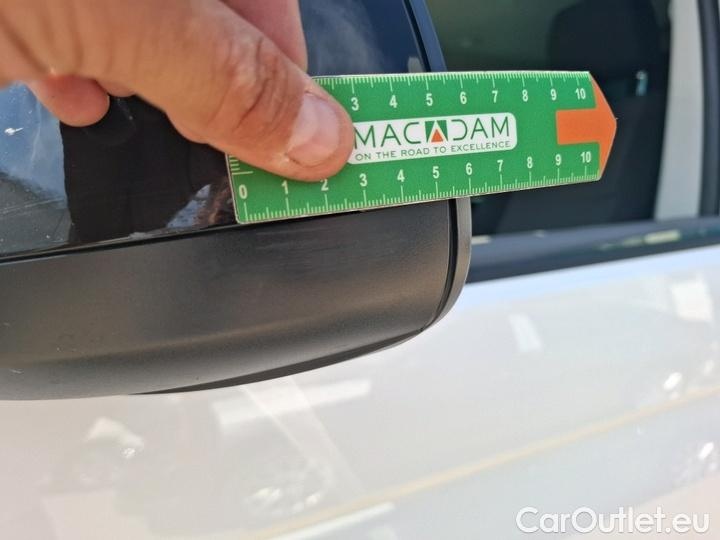 3 4 5 6 7 8 9 10
MACADAM
ON THE ROAD TO EXCELLENCE
0 1 2 3 4 5 6 7 8 9 10
CarOutlet.eu